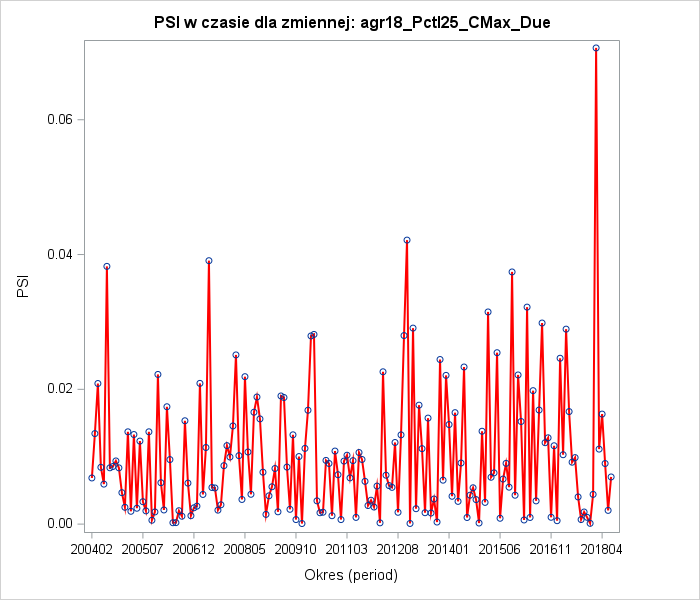 PSI w czasie dla zmiennej: agr18_Pctl25_CMax_Due
0.06
0.04
0.02
0.00
PSI
200402 200507 200612 200805 200910 201103 201208 201401 201506 201611 201804
Okres (period)